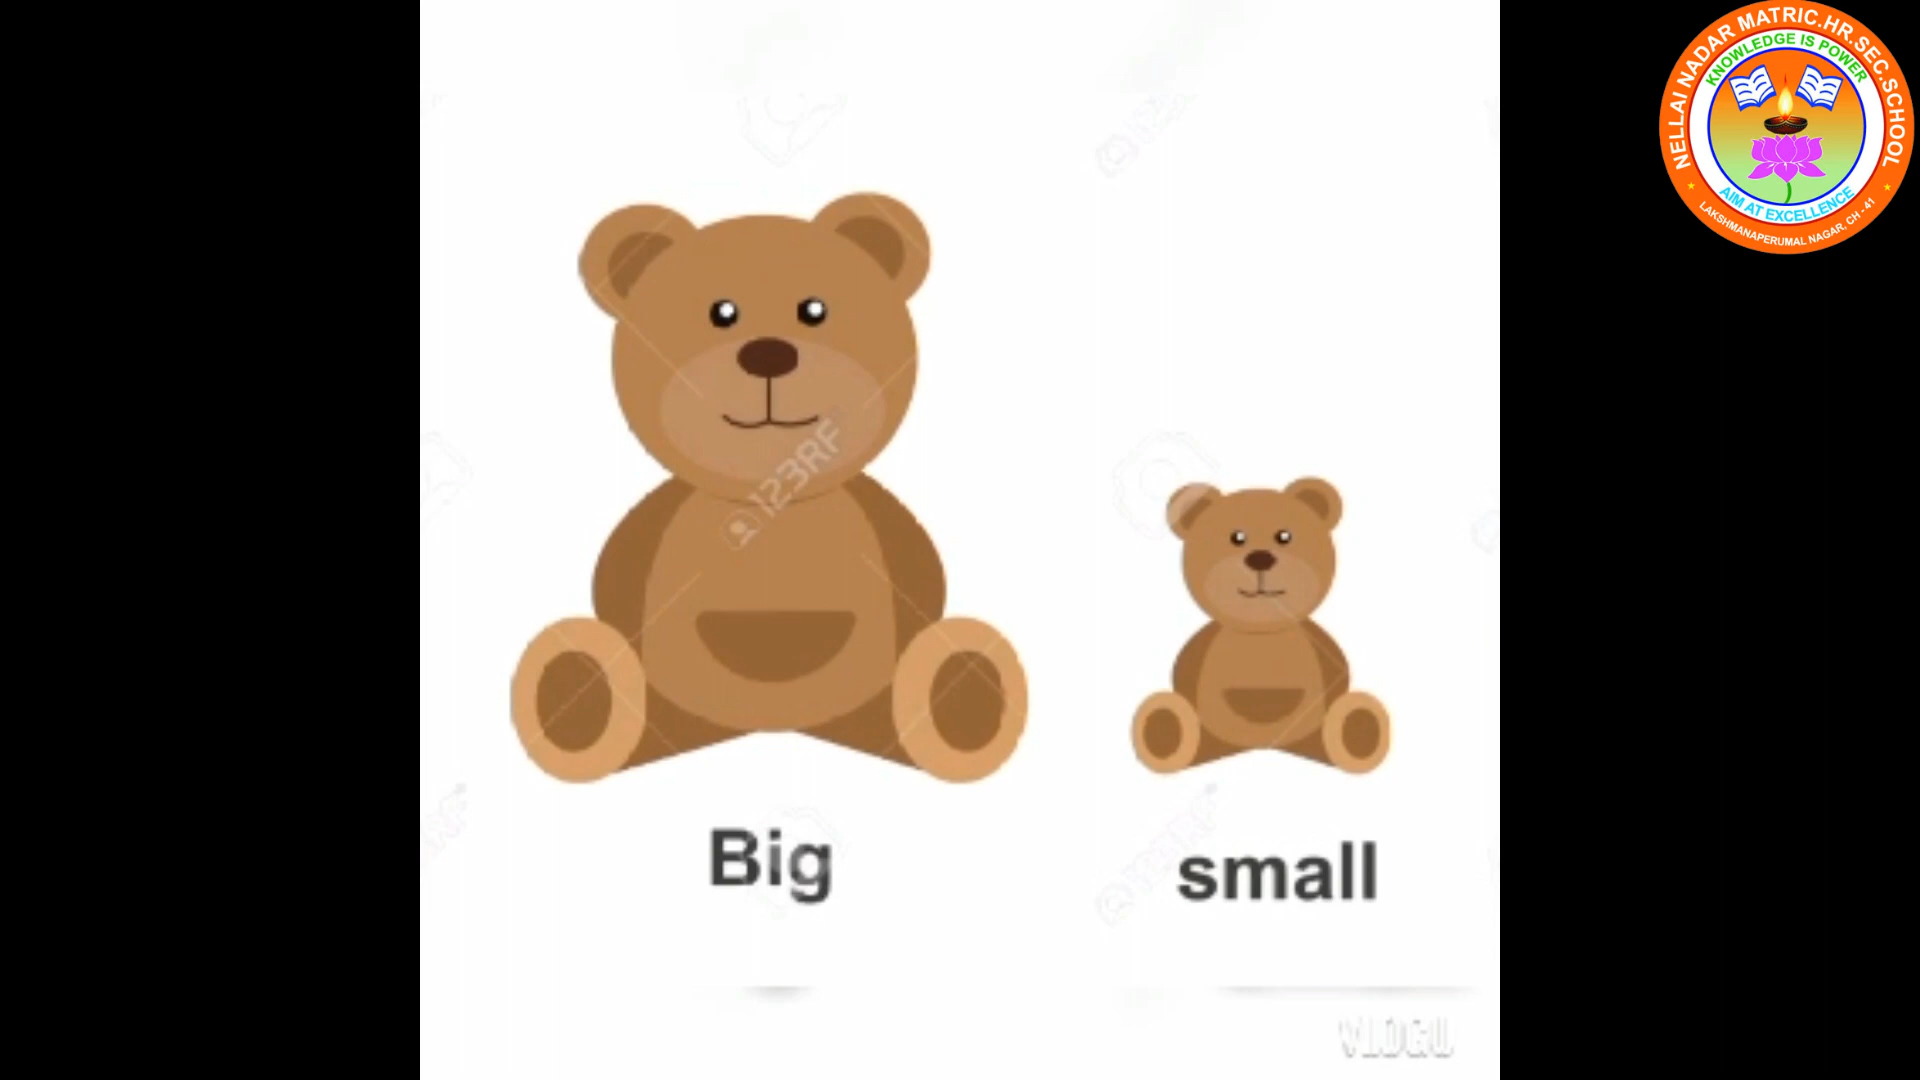 NELLAI NADAR MATRIC.HR.SEC.SCHOOL
KNOWLEDGE IS POWER
AIM AT EXCELLENCE
LAKSHMANAPERUMAL NAGAR, CH - 41
123RF
Big
small